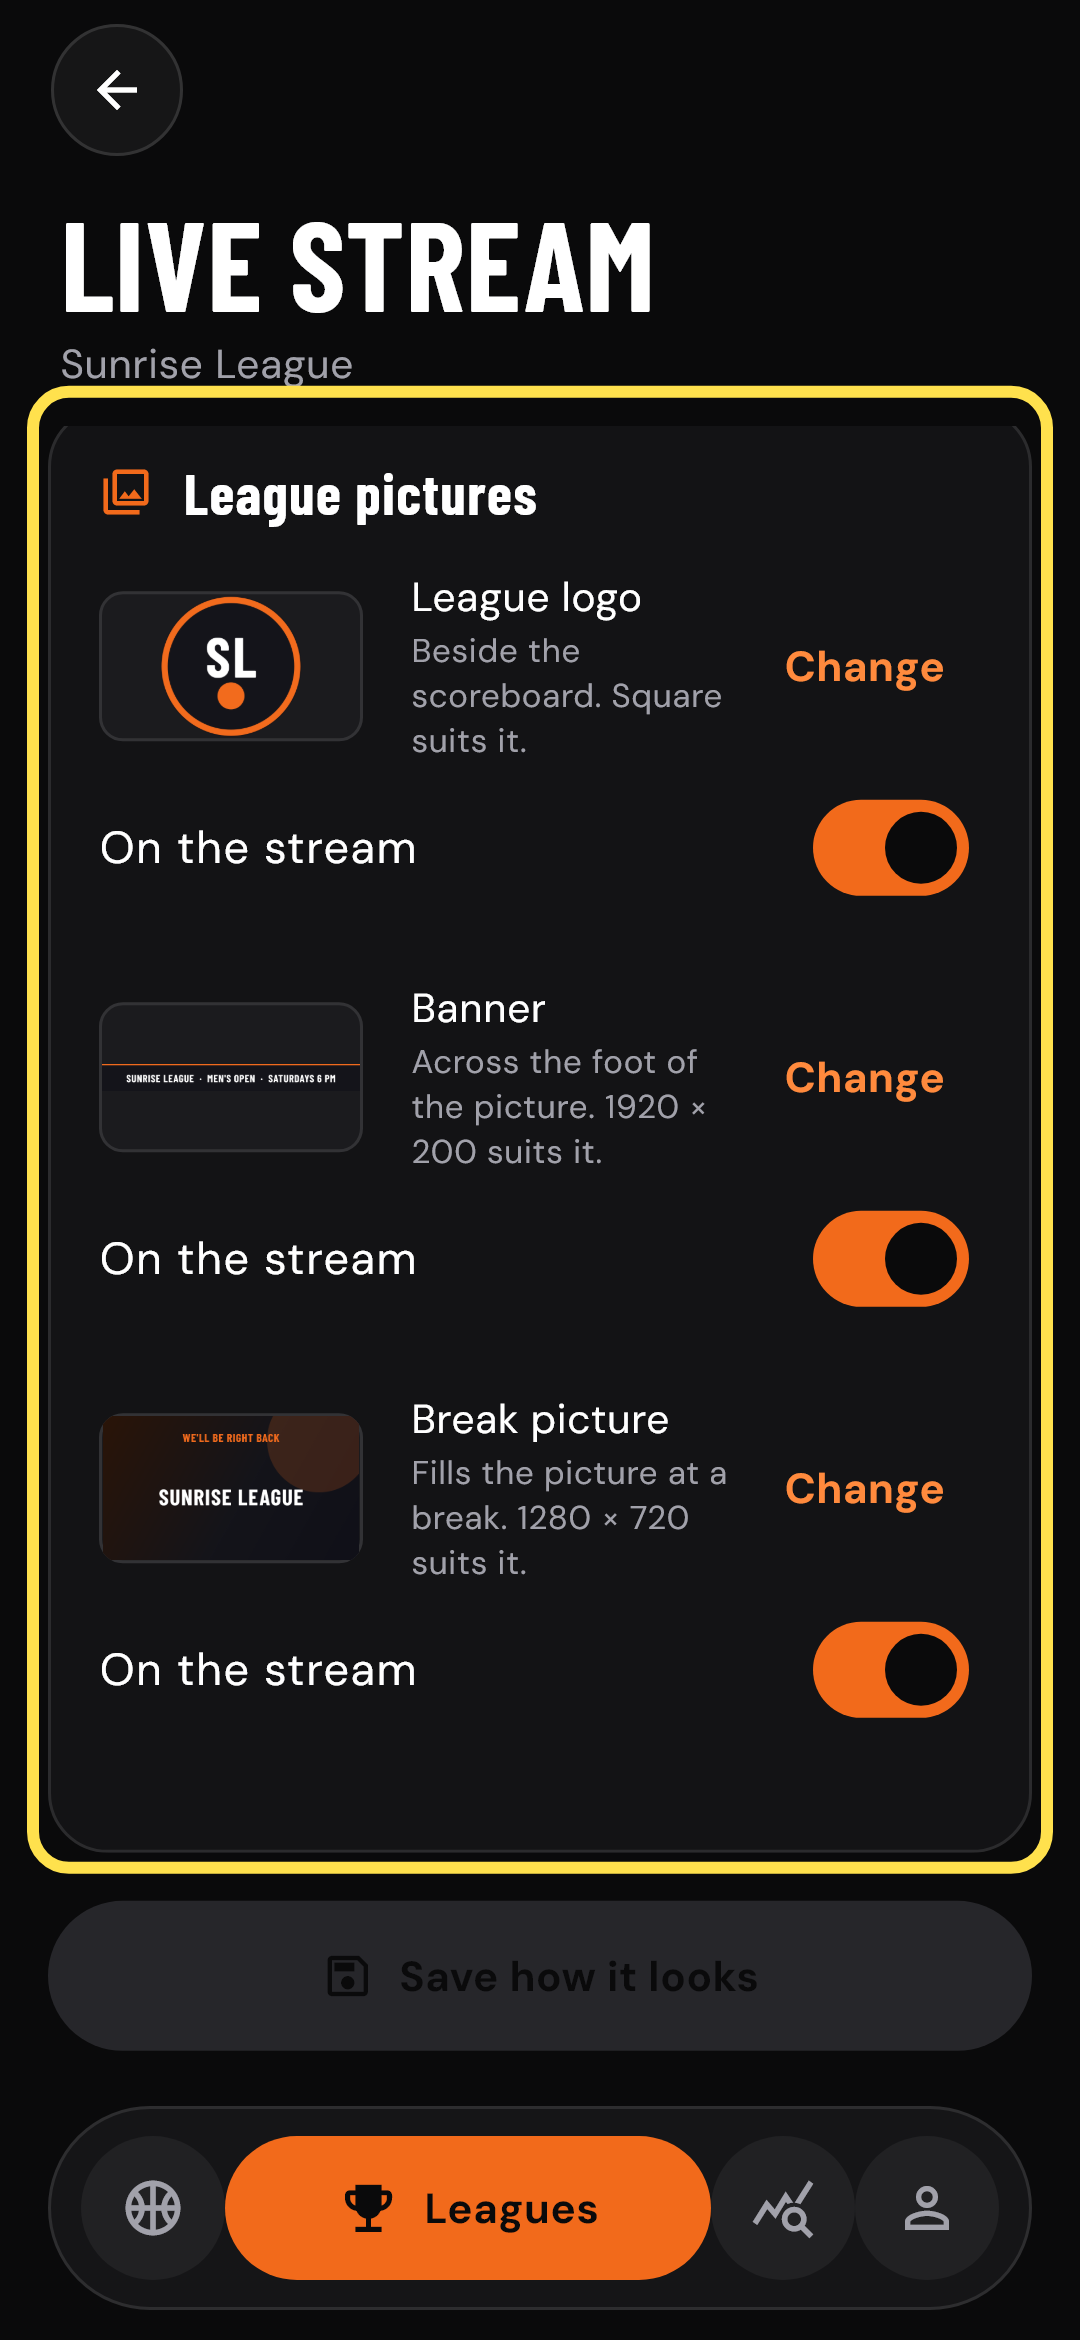 LIVE STREAM
Sunrise League
League pictures
SL
League logo
Beside the
scoreboard. Square
suits it.
Change
On the stream
SUNRISE LEAGUE · MEN'S OPEN · SATURDAYS 6 PM
Banner
Across the foot of
the picture. 1920 ×
200 suits it.
Change
On the stream
WE'LL BE RIGHT BACK
SUNRISE LEAGUE
Break picture
Fills the picture at a
break. 1280 × 720
suits it.
Change
On the stream
Save how it looks
Leagues